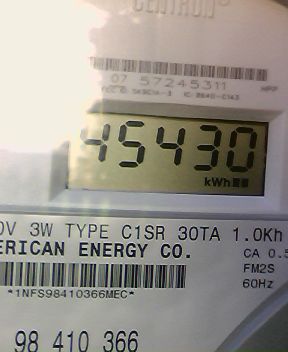 CENTRON
07 57245311
45430
kWh
0V 3W TYPE C1SR 30TA 1.0Kh
ERICAN ENERGY CO.
CA 0.5
FM2S
60Hz
*1NFS98410366MEC*
98 410 366